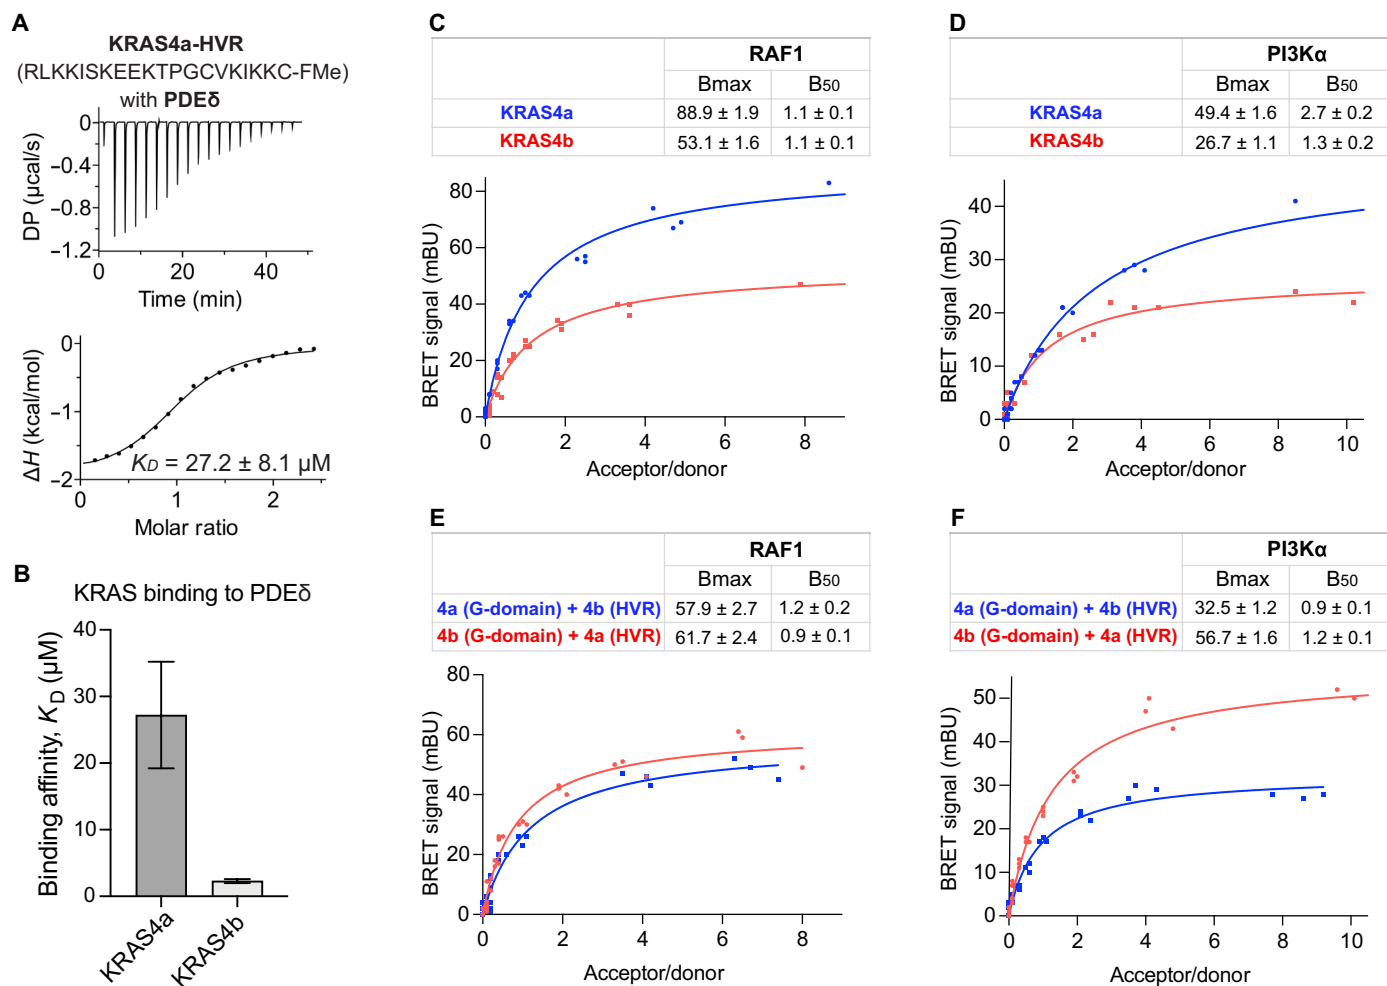 A
KRAS4a-HVR
(RLKKISKEEKTPGCVKIKKC-FMe)
with PDEδ
0
−0.4
−0.8
−1.2
DP (μcal/s)
0 20 40
Time (min)
0
−1
−2
ΔH (kcal/mol)
KD = 27.2 ± 8.1 μM
0 1 2
Molar ratio
B
KRAS binding to PDEδ
40
30
20
10
0
Binding affinity, KD (μM)
KRAS4a
KRAS4b
C
RAF1
Bmax B50
KRAS4a 88.9 ± 1.9 1.1 ± 0.1
KRAS4b 53.1 ± 1.6 1.1 ± 0.1
80
60
40
20
0
BRET signal (mBU)
0 2 4 6 8
Acceptor/donor
D
PI3Kα
Bmax B50
KRAS4a 49.4 ± 1.6 2.7 ± 0.2
KRAS4b 26.7 ± 1.1 1.3 ± 0.2
40
30
20
10
0
BRET signal (mBU)
0 2 4 6 8 10
Acceptor/donor
E
RAF1
Bmax B50
4a (G-domain) + 4b (HVR) 57.9 ± 2.7 1.2 ± 0.2
4b (G-domain) + 4a (HVR) 61.7 ± 2.4 0.9 ± 0.1
80
60
40
20
0
BRET signal (mBU)
0 2 4 6 8
Acceptor/donor
F
PI3Kα
Bmax B50
4a (G-domain) + 4b (HVR) 32.5 ± 1.2 0.9 ± 0.1
4b (G-domain) + 4a (HVR) 56.7 ± 1.6 1.2 ± 0.1
50
40
30
20
10
0
BRET signal (mBU)
0 2 4 6 8 10
Acceptor/donor